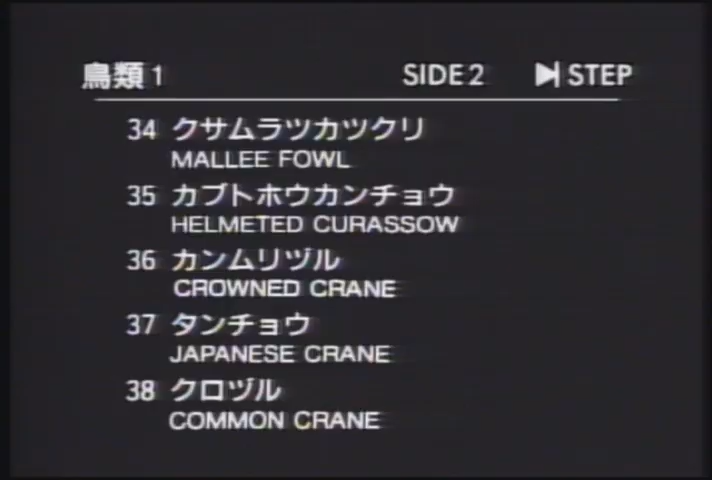 鳥類1 SIDE2 ▶| STEP
34 クサムラツカツクリ
MALLEE FOWL
35 カブトホウカンチョウ
HELMETED CURASSOW
36 カンムリヅル
CROWNED CRANE
37 タンチョウ
JAPANESE CRANE
38 クロヅル
COMMON CRANE